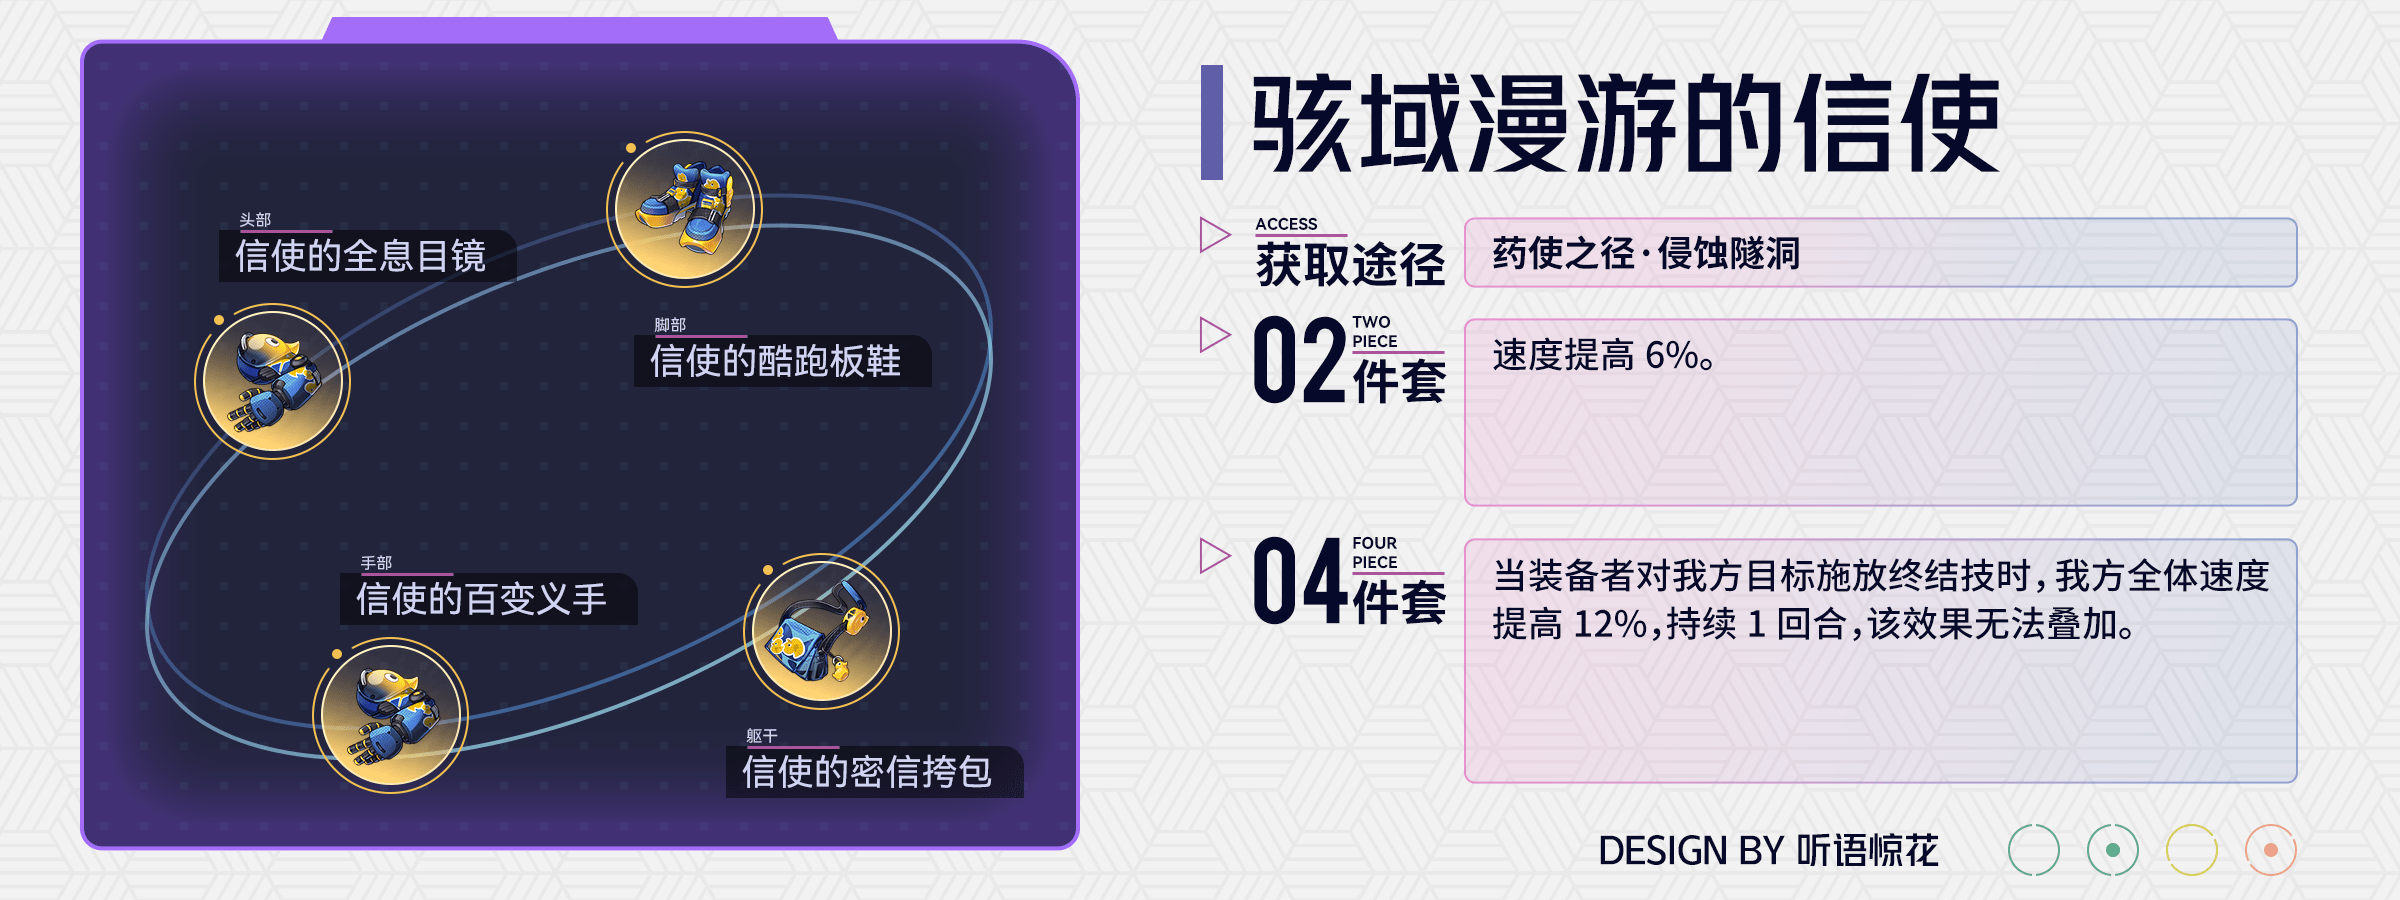 头部
信使的全息目镜
脚部
信使的酷跑板鞋
手部
信使的百变义手
躯干
信使的密信挎包
骇域漫游的信使
ACCESS
获取途径
药使之径·侵蚀隧洞
02
TWO
PIECE
件套
速度提高 6%。
04
FOUR
PIECE
件套
当装备者对我方目标施放终结技时，我方全体速度
提高 12%，持续 1 回合，该效果无法叠加。
DESIGN BY 听语惊花